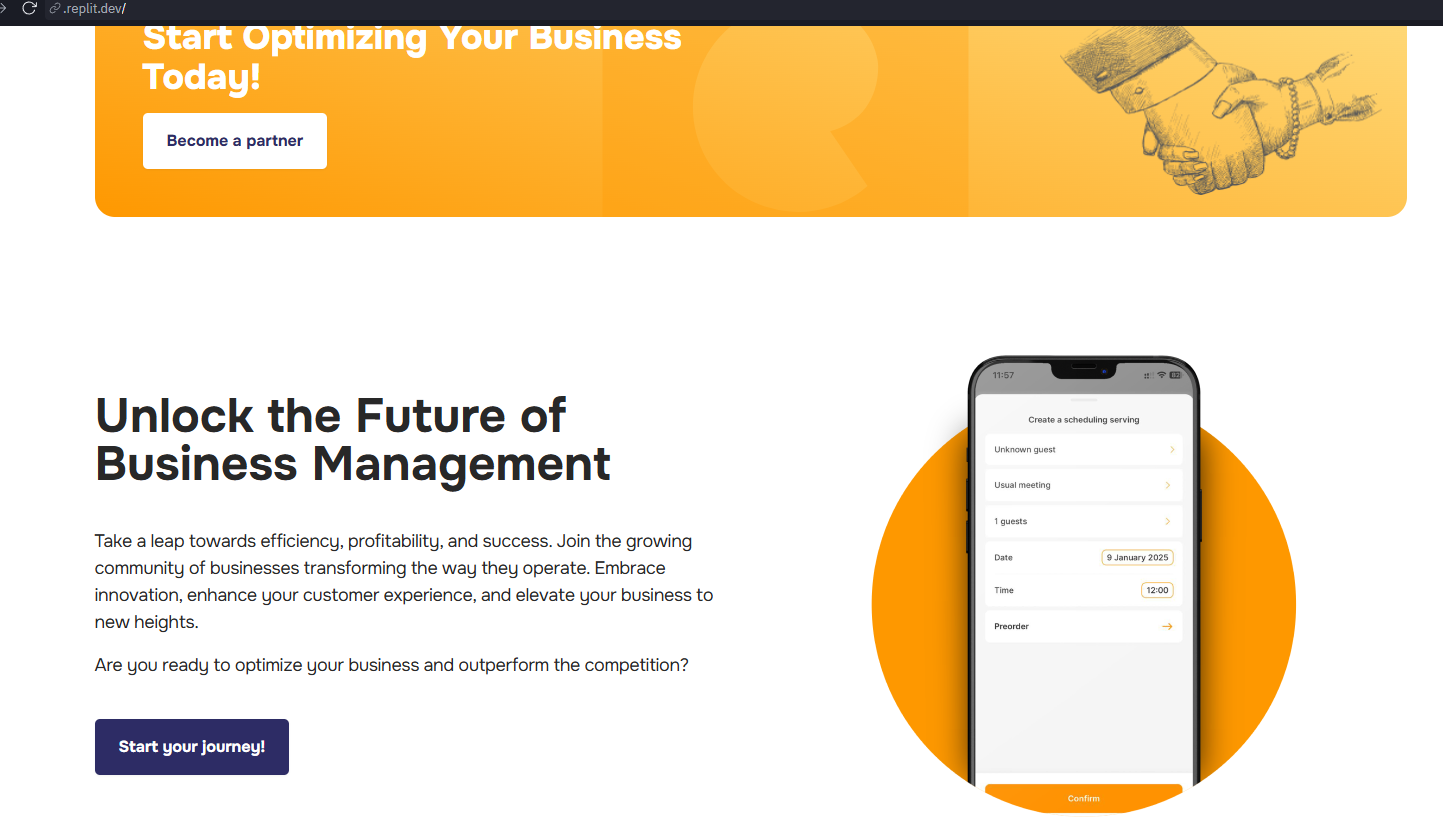 .replit.dev/
Start Optimizing Your Business
Today!
Become a partner
Unlock the Future of
Business Management
Take a leap towards efficiency, profitability, and success. Join the growing
community of businesses transforming the way they operate. Embrace
innovation, enhance your customer experience, and elevate your business to
new heights.
Are you ready to optimize your business and outperform the competition?
Start your journey!
11:57
82
Create a scheduling serving
Unknown guest
Usual meeting
1 guests
Date
9 January 2025
Time
12:00
Preorder
Confirm